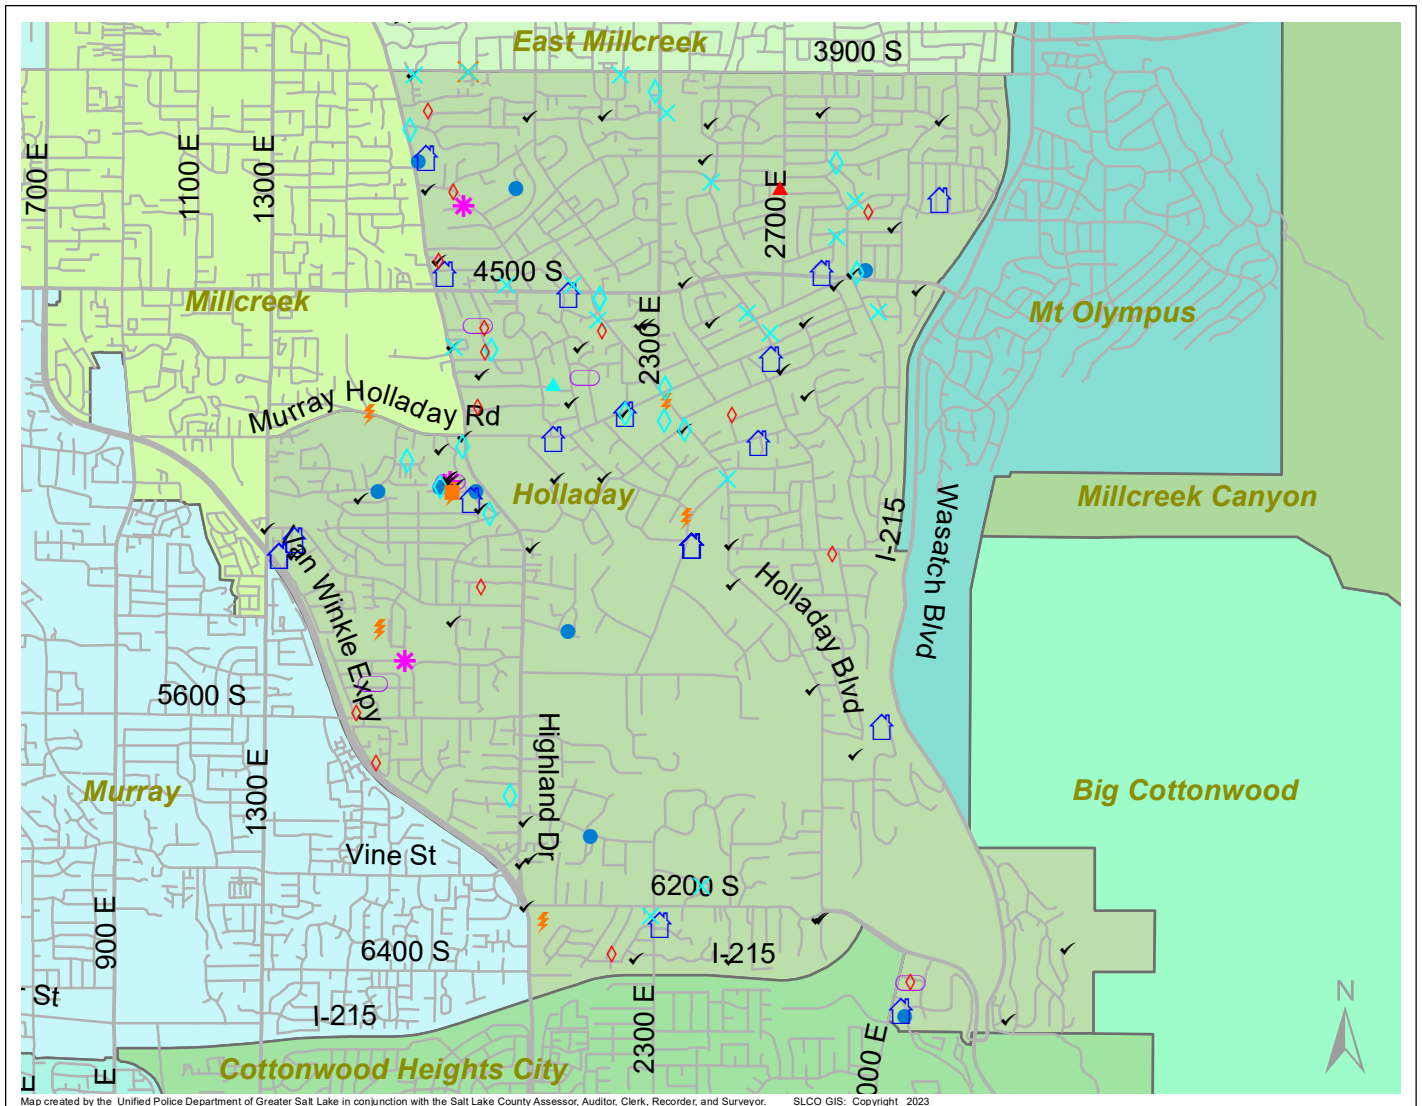 East Millcreek
3900 S
700 E
1100 E
1300 E
2700 E
4500 S
Millcreek
Mt Olympus
2300 E
Murray Holladay Rd
Holladay
Millcreek Canyon
I-215
Wasatch Blvd
Van Winkle Expy
Holladay Blvd
5600 S
Highland Dr
Murray
1300 E
Big Cottonwood
Vine St
6200 S
900 E
6400 S
I-215
St
I-215
2300 E
N
000 E
Cottonwood Heights City
E
E
Map created by the Unified Police Department of Greater Salt Lake in conjunction with the Salt Lake County Assessor, Auditor, Clerk, Recorder, and Surveyor. SLCO GIS: Copyright 2023